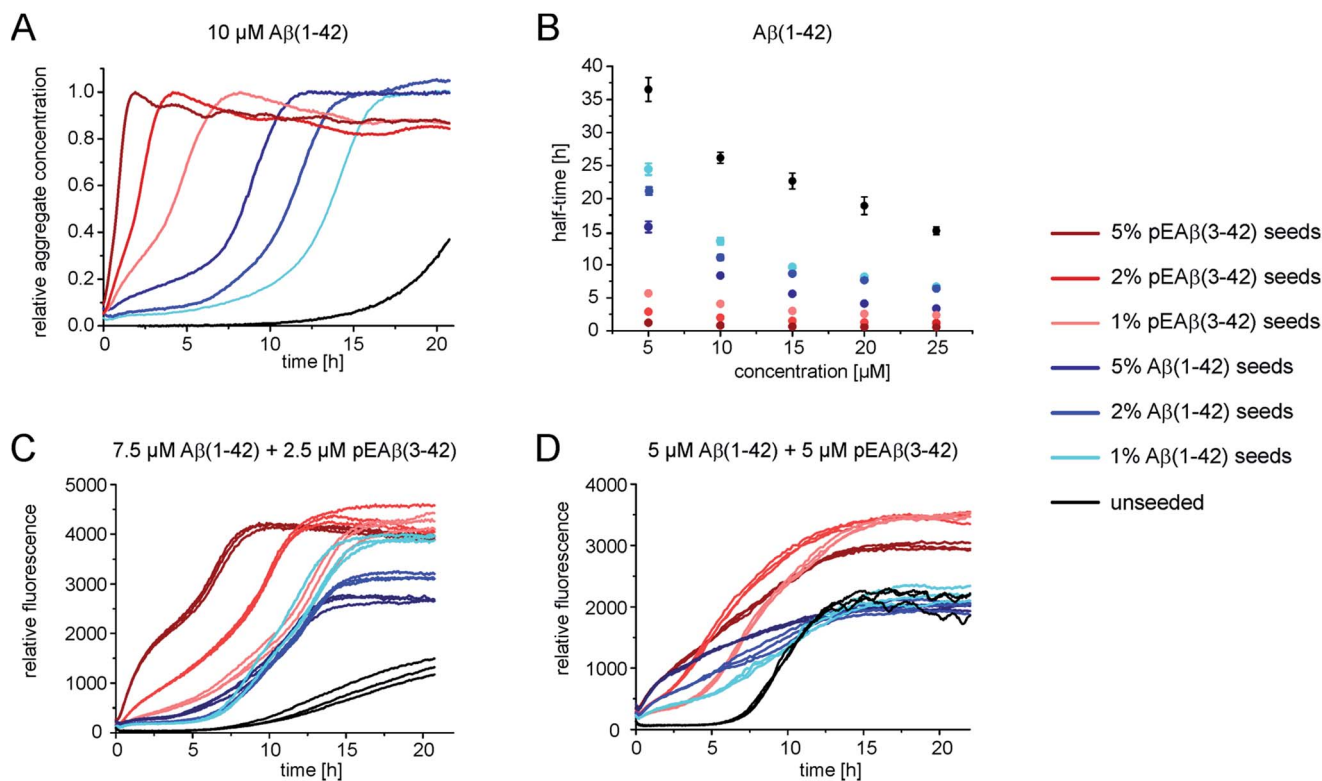 A
10 µM Aβ(1-42)
relative aggregate concentration
1.0
0.8
0.6
0.4
0.2
0.0
0 5 10 15 20
time [h]
B
Aβ(1-42)
half-time [h]
40
35
30
25
20
15
10
5
0
5 10 15 20 25
concentration [µM]
C
7.5 µM Aβ(1-42) + 2.5 µM pEAβ(3-42)
relative fluorescence
5000
4000
3000
2000
1000
0
0 5 10 15 20
time [h]
D
5 µM Aβ(1-42) + 5 µM pEAβ(3-42)
relative fluorescence
4000
3000
2000
1000
0
0 5 10 15 20
time [h]
5% pEAβ(3-42) seeds
2% pEAβ(3-42) seeds
1% pEAβ(3-42) seeds
5% Aβ(1-42) seeds
2% Aβ(1-42) seeds
1% Aβ(1-42) seeds
unseeded